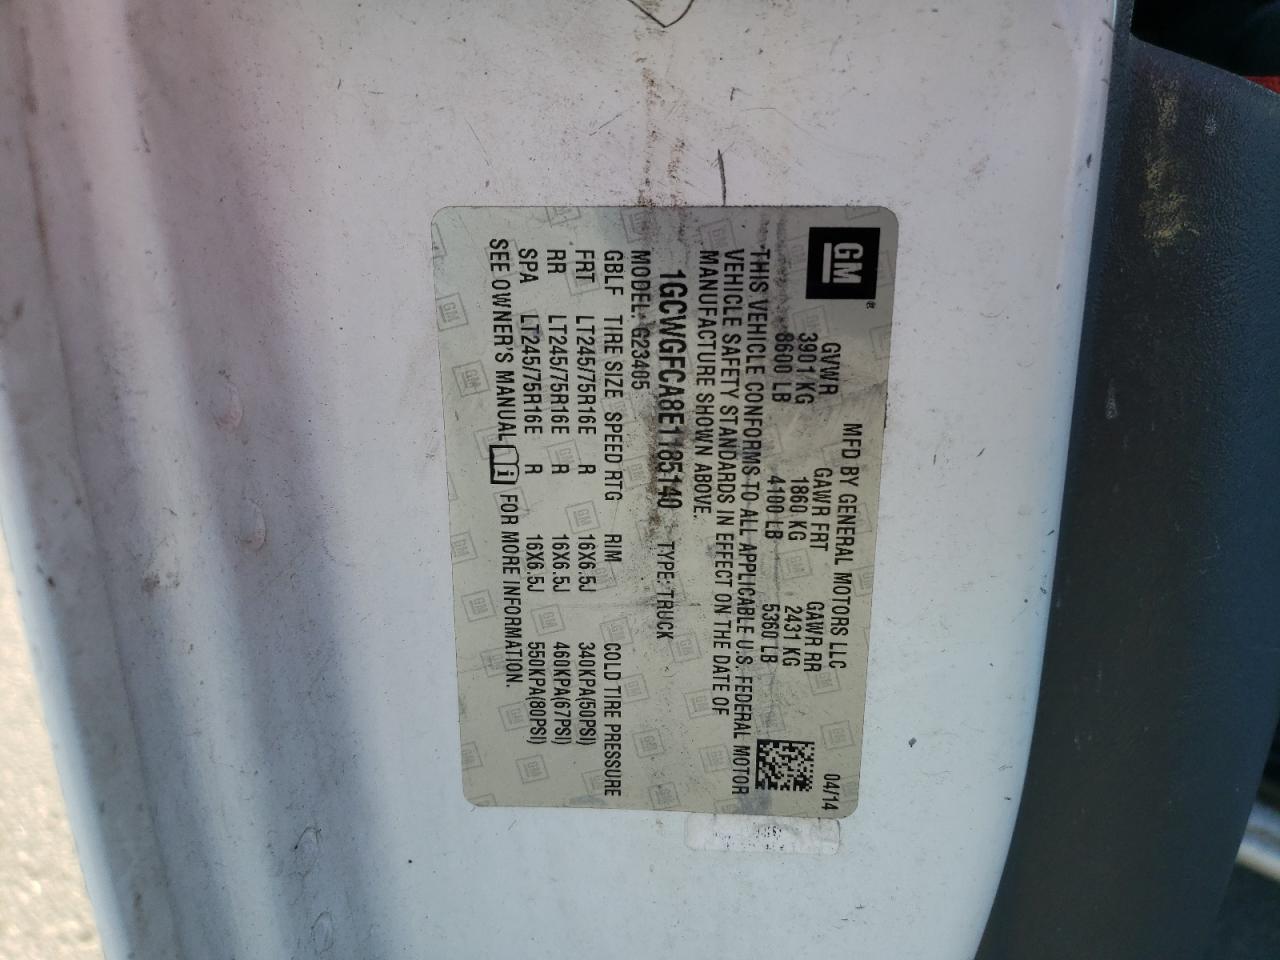 GM®
MFD BY GENERAL MOTORS LLC 04/14
GVWR GAWR FRT GAWR RR
3901 KG 1860 KG 2431 KG
8600 LB 4100 LB 5360 LB
THIS VEHICLE CONFORMS TO ALL APPLICABLE U.S. FEDERAL MOTOR
VEHICLE SAFETY STANDARDS IN EFFECT ON THE DATE OF
MANUFACTURE SHOWN ABOVE.
1GCWGFCA8E1185140 TYPE: TRUCK
MODEL: G23405
GBLF TIRE SIZE SPEED RTG RIM COLD TIRE PRESSURE
FRT LT245/75R16E R 16X6.5J 340KPA(50PSI)
RR LT245/75R16E R 16X6.5J 460KPA(67PSI)
SPA LT245/75R16E R 16X6.5J 550KPA(80PSI)
SEE OWNER'S MANUAL i FOR MORE INFORMATION.